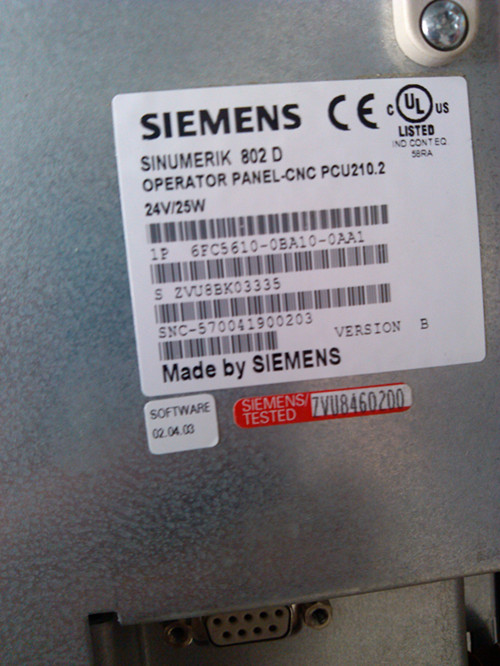 SIEMENS CE
C UL US
LISTED
IND CONT EQ.
56RA
SINUMERIK 802 D
OPERATOR PANEL-CNC PCU210.2
24V/25W
1P 6FC5610-0BA10-0AA1
S ZVU8BK03335
SNC-570041900203
VERSION B
Made by SIEMENS
SOFTWARE
02.04.03
SIEMENS/
TESTED
ZVU8460200